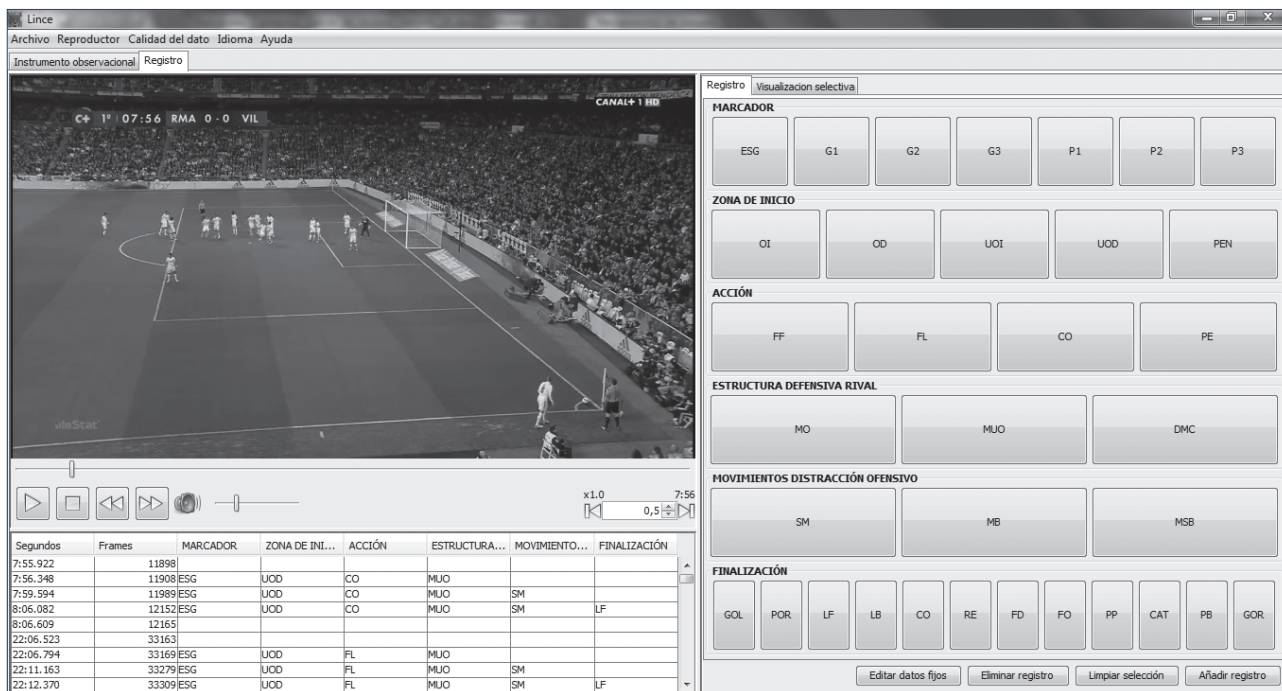 Lince
Archivo Reproductor Calidad del dato Idioma Ayuda
Instrumento observacional Registro
CANAL+ 1 HD
C+ 1º 07:56 RMA 0-0 VIL
InStat
x1.0 7:56
0,5
Segundos Frames MARCADOR ZONA DE INI... ACCIÓN ESTRUCTURA... MOVIMIENTO... FINALIZACIÓN
7:55.922 11898
7:56.348 11908 ESG UOD CO MUO
7:59.594 11989 ESG UOD CO MUO SM
8:06.082 12152 ESG UOD CO MUO SM LF
8:06.609 12165
22:06.523 33163
22:06.794 33169 ESG UOD FL MUO
22:11.163 33279 ESG UOD FL MUO SM
22:12.370 33309 ESG UOD FL MUO SM LF
Registro Visualizacion selectiva
MARCADOR
ESG G1 G2 G3 P1 P2 P3
ZONA DE INICIO
OI OD UOI UOD PEN
ACCIÓN
FF FL CO PE
ESTRUCTURA DEFENSIVA RIVAL
MO MUO DMC
MOVIMIENTOS DISTRACCIÓN OFENSIVO
SM MB MSB
FINALIZACIÓN
GOL POR LF LB CO RE FD FO PP CAT PB GOR
Editar datos fijos Eliminar registro Limpiar selección Añadir registro